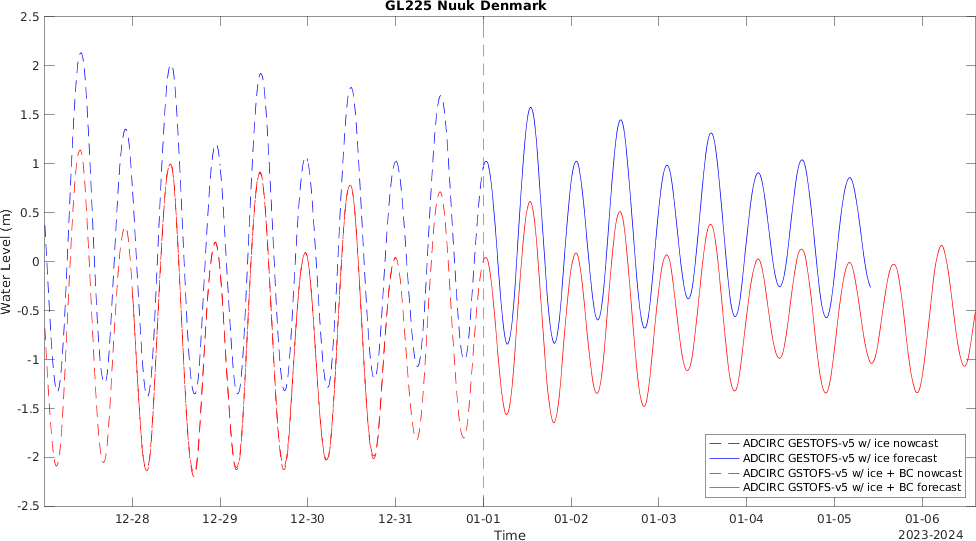 GL225 Nuuk Denmark
2.5
2
1.5
1
0.5
0
-0.5
-1
-1.5
-2
-2.5
Water Level (m)
ADCIRC GESTOFS-v5 w/ ice nowcast
ADCIRC GESTOFS-v5 w/ ice forecast
ADCIRC GSTOFS-v5 w/ ice + BC nowcast
ADCIRC GSTOFS-v5 w/ ice + BC forecast
12-28 12-29 12-30 12-31 01-01 01-02 01-03 01-04 01-05 01-06
Time
2023-2024